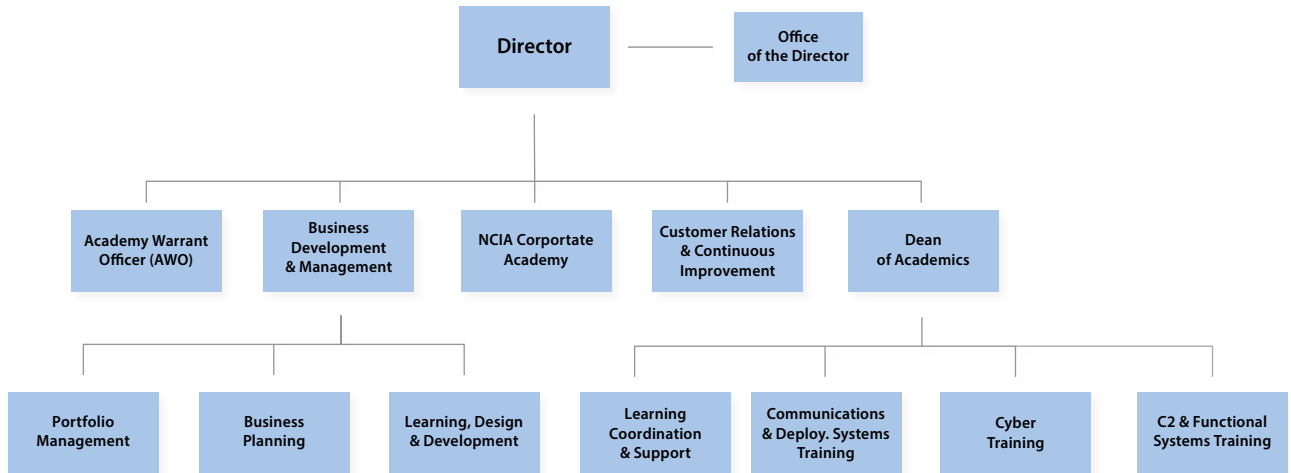 Director
Office
of the Director
Academy Warrant
Officer (AWO)
Business
Development
& Management
NCIA Corportate
Academy
Customer Relations
& Continuous
Improvement
Dean
of Academics
Portfolio
Management
Business
Planning
Learning, Design
& Development
Learning
Coordination
& Support
Communications
& Deploy. Systems
Training
Cyber
Training
C2 & Functional
Systems Training